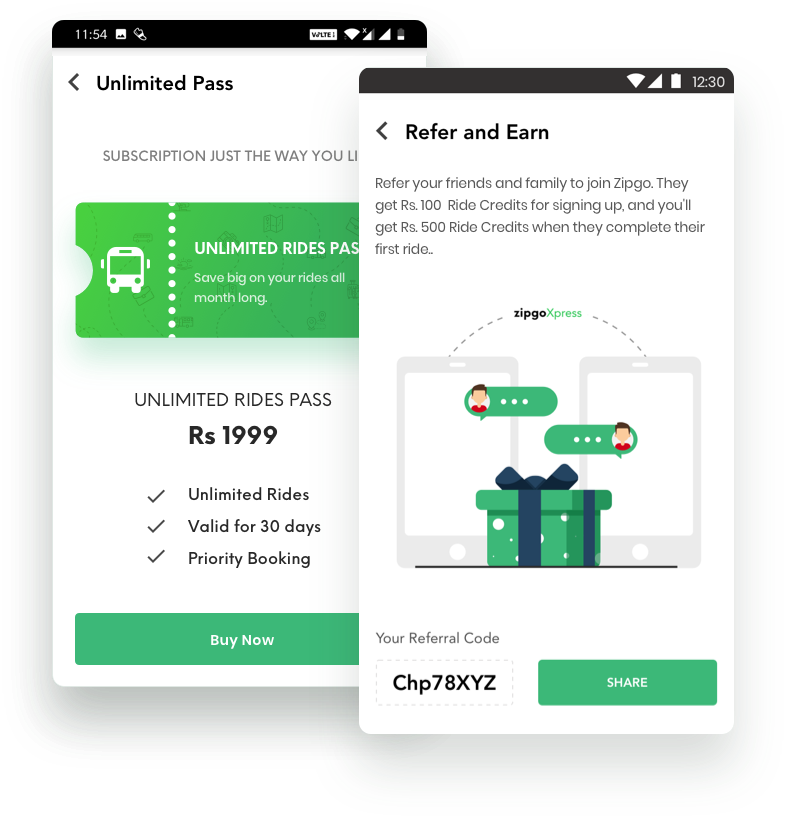 11:54
VoLTE
Unlimited Pass
SUBSCRIPTION JUST THE WAY YOU LI
UNLIMITED RIDES PAS
Save big on your rides all
month long.
UNLIMITED RIDES PASS
Rs 1999
Unlimited Rides
Valid for 30 days
Priority Booking
Buy Now
12:30
Refer and Earn
Refer your friends and family to join Zipgo. They
get Rs. 100 Ride Credits for signing up, and you'll
get Rs. 500 Ride Credits when they complete their
first ride..
zipgoXpress
Your Referral Code
Chp78XYZ
SHARE